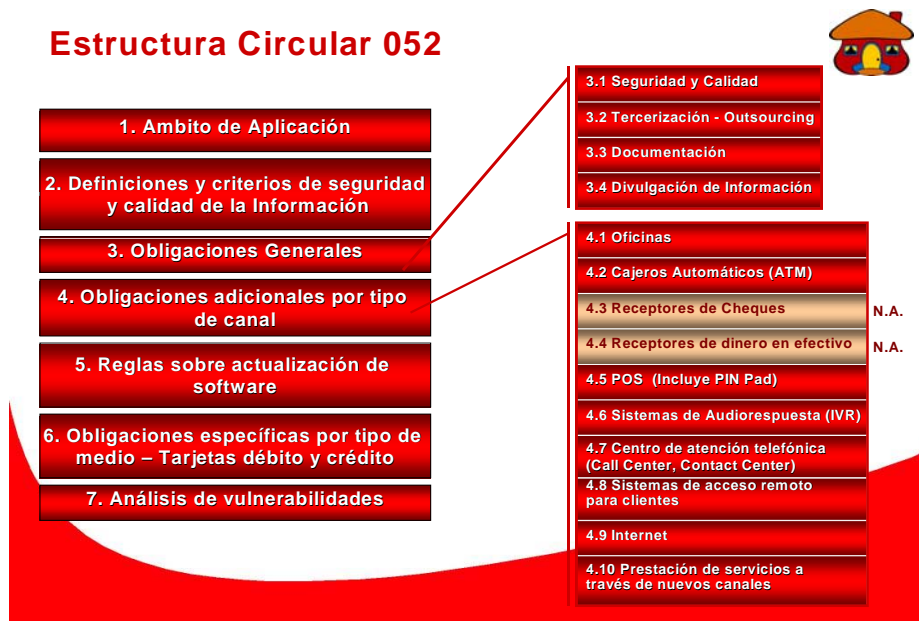 Estructura Circular 052
1. Ambito de Aplicación
2. Definiciones y criterios de seguridad
y calidad de la Información
3. Obligaciones Generales
4. Obligaciones adicionales por tipo
de canal
5. Reglas sobre actualización de
software
6. Obligaciones específicas por tipo de
medio – Tarjetas débito y crédito
7. Análisis de vulnerabilidades
3.1 Seguridad y Calidad
3.2 Tercerización - Outsourcing
3.3 Documentación
3.4 Divulgación de Información
4.1 Oficinas
4.2 Cajeros Automáticos (ATM)
4.3 Receptores de Cheques
N.A.
4.4 Receptores de dinero en efectivo
N.A.
4.5 POS (Incluye PIN Pad)
4.6 Sistemas de Audiorespuesta (IVR)
4.7 Centro de atención telefónica
(Call Center, Contact Center)
4.8 Sistemas de acceso remoto
para clientes
4.9 Internet
4.10 Prestación de servicios a
través de nuevos canales